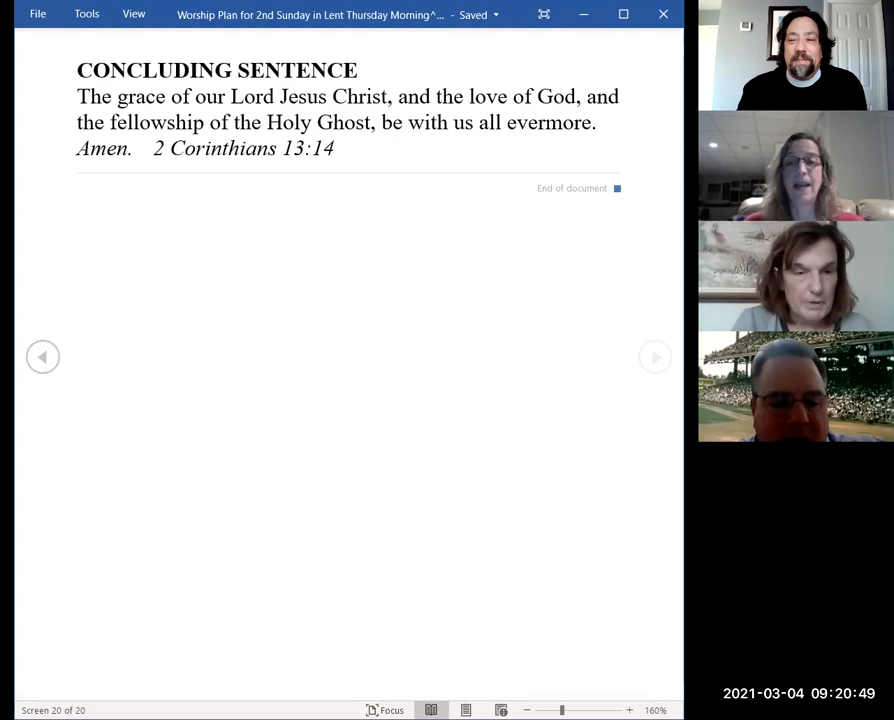 File Tools View Worship Plan for 2nd Sunday in Lent Thursday Morning^... - Saved
CONCLUDING SENTENCE
The grace of our Lord Jesus Christ, and the love of God, and
the fellowship of the Holy Ghost, be with us all evermore.
Amen. 2 Corinthians 13:14
End of document
2021-03-04 09:20:49
Screen 20 of 20 Focus 160%